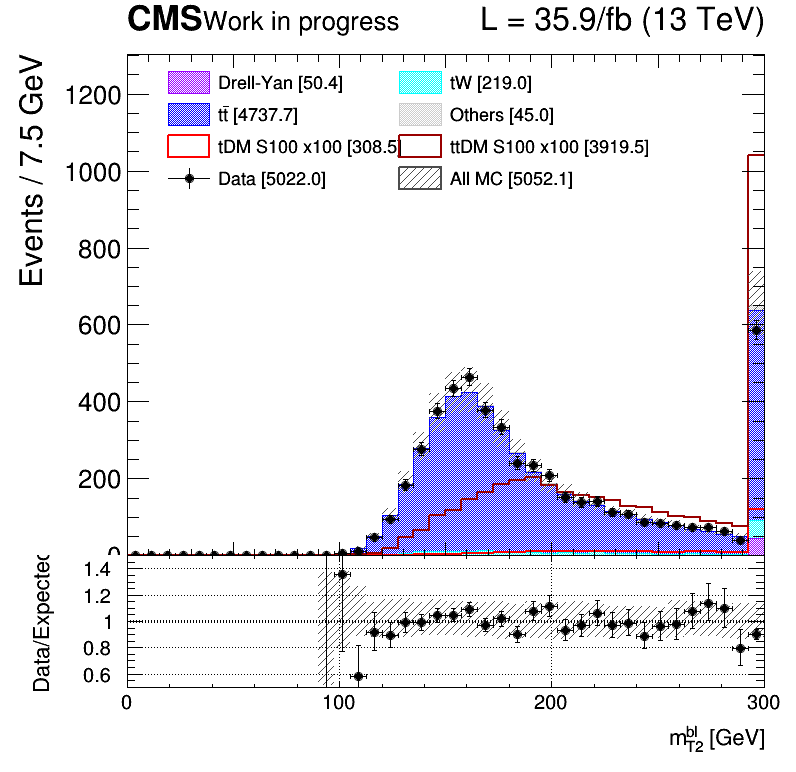 CMS Work in progress L = 35.9/fb (13 TeV)
Events / 7.5 GeV
1200
1000
800
600
400
200
0
Drell-Yan [50.4] tW [219.0]
tt̄ [4737.7] Others [45.0]
tDM S100 x100 [308.5] ttDM S100 x100 [3919.5]
Data [5022.0] All MC [5052.1]
Data/Expected
1.4
1.2
1
0.8
0.6
0 100 200 300
m_{T2}^{bl} [GeV]